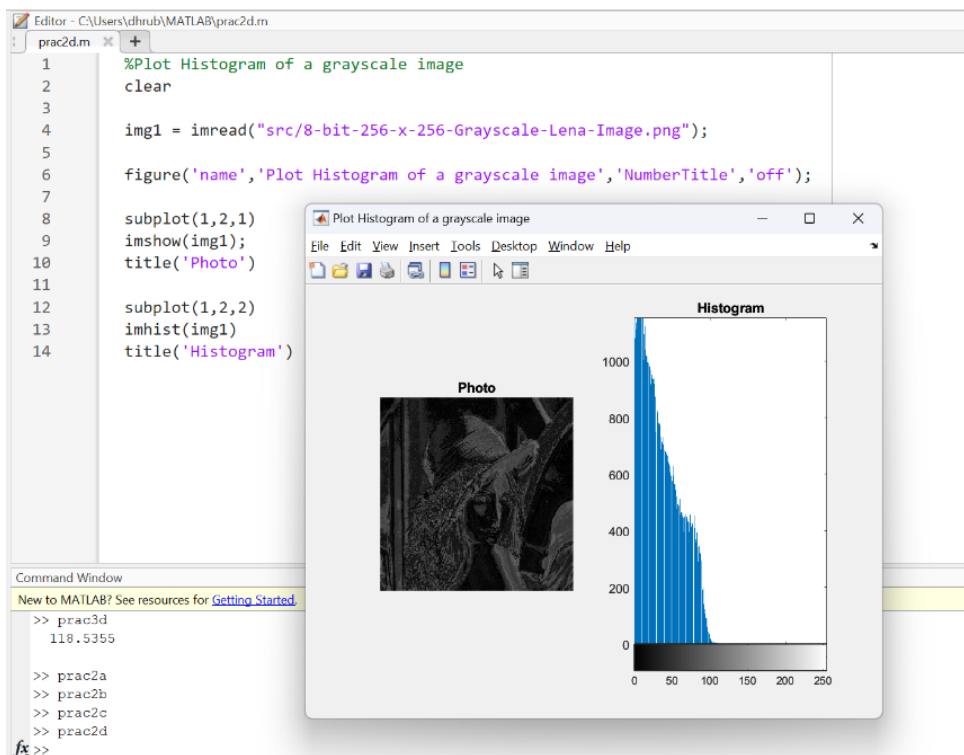 Editor - C:\Users\dhrub\MATLAB\prac2d.m
prac2d.m
1 %Plot Histogram of a grayscale image
2 clear
3
4 img1 = imread("src/8-bit-256-x-256-Grayscale-Lena-Image.png");
5
6 figure('name','Plot Histogram of a grayscale image','NumberTitle','off');
7
8 subplot(1,2,1)
9 imshow(img1);
10 title('Photo')
11
12 subplot(1,2,2)
13 imhist(img1)
14 title('Histogram')
Plot Histogram of a grayscale image
File Edit View Insert Tools Desktop Window Help
Photo
Histogram
1000
800
600
400
200
0
0 50 100 150 200 250
Command Window
New to MATLAB? See resources for Getting Started.
>> prac3d
118.5355
>> prac2a
>> prac2b
>> prac2c
>> prac2d
fx >>